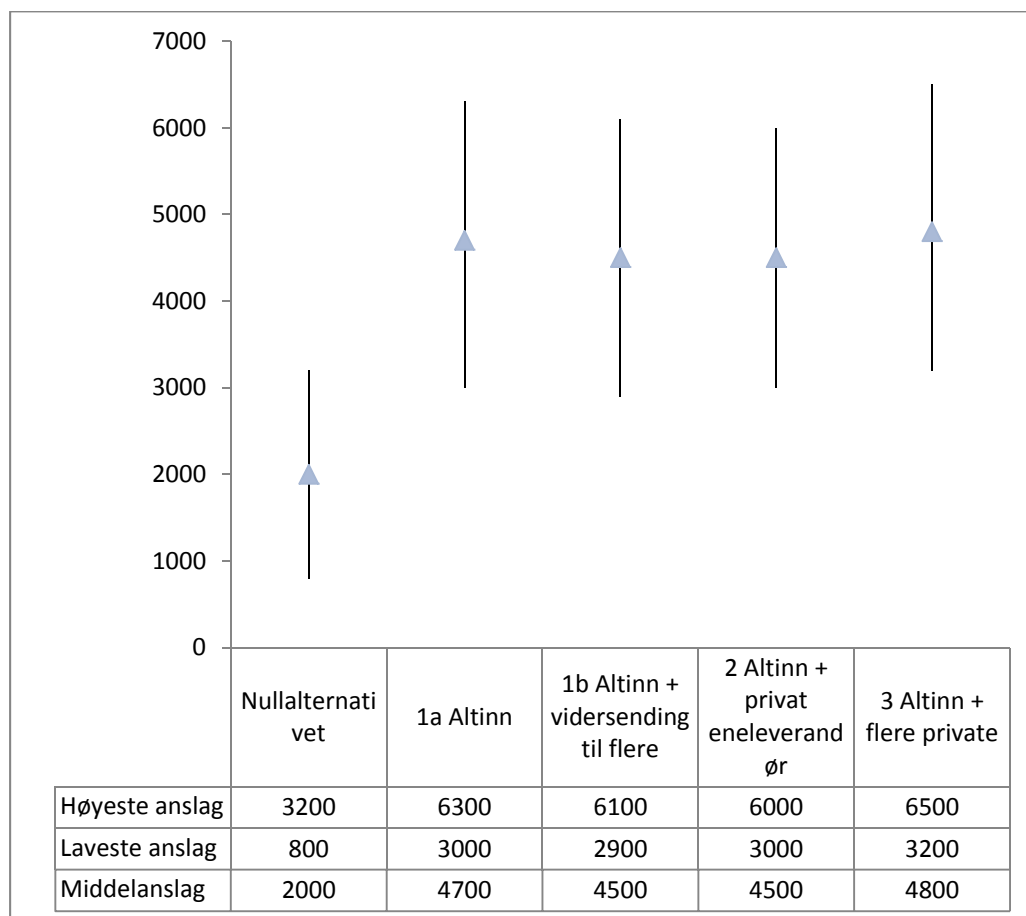 7000
6000
5000
4000
3000
2000
1000
0
Nullalternati
vet
1a Altinn
1b Altinn +
vidersending
til flere
2 Altinn +
privat
eneleverand
ør
3 Altinn +
flere private
Høyeste anslag 3200 6300 6100 6000 6500
Laveste anslag 800 3000 2900 3000 3200
Middelanslag 2000 4700 4500 4500 4800